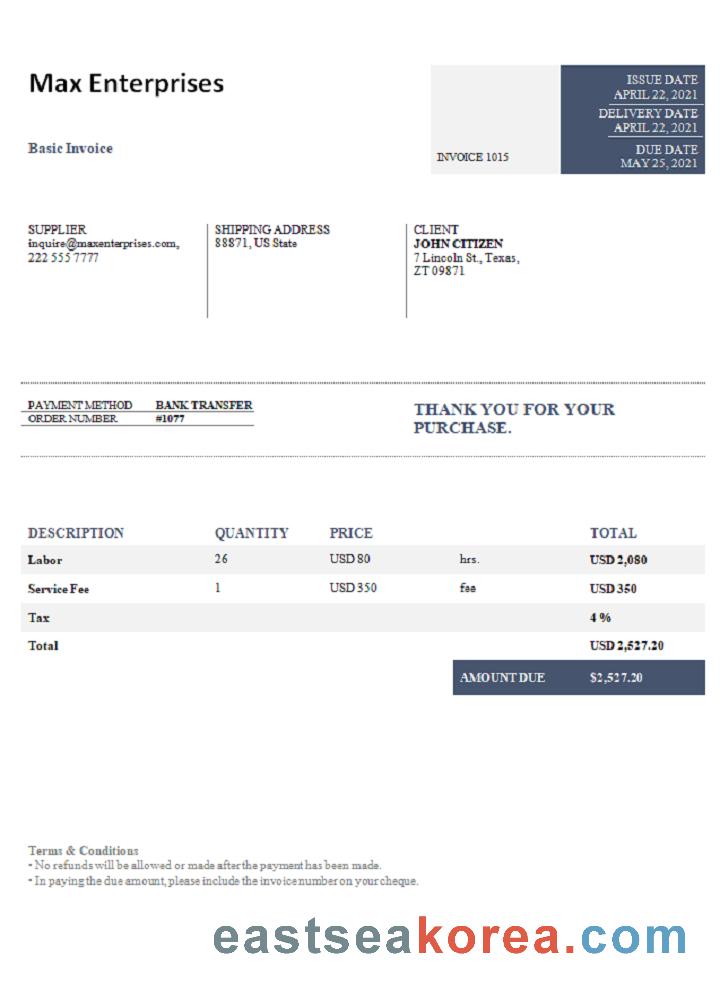 Max Enterprises
Basic Invoice
INVOICE 1015
ISSUE DATE
APRIL 22, 2021
DELIVERY DATE
APRIL 22, 2021
DUE DATE
MAY 25, 2021
SUPPLIER
inquire@maxenterprises.com,
222 555 7777
SHIPPING ADDRESS
88871, US State
CLIENT
JOHN CITIZEN
7 Lincoln St., Texas,
ZT 09871
PAYMENT METHOD BANK TRANSFER
ORDER NUMBER #1077
THANK YOU FOR YOUR
PURCHASE.
DESCRIPTION QUANTITY PRICE TOTAL
Labor 26 USD 80 hrs. USD 2,080
Service Fee 1 USD 350 fee USD 350
Tax 4 %
Total USD 2,527.20
AMOUNT DUE $2,527.20
Terms & Conditions
• No refunds will be allowed or made after the payment has been made.
• In paying the due amount, please include the invoice number on your cheque.
eastseakorea.com